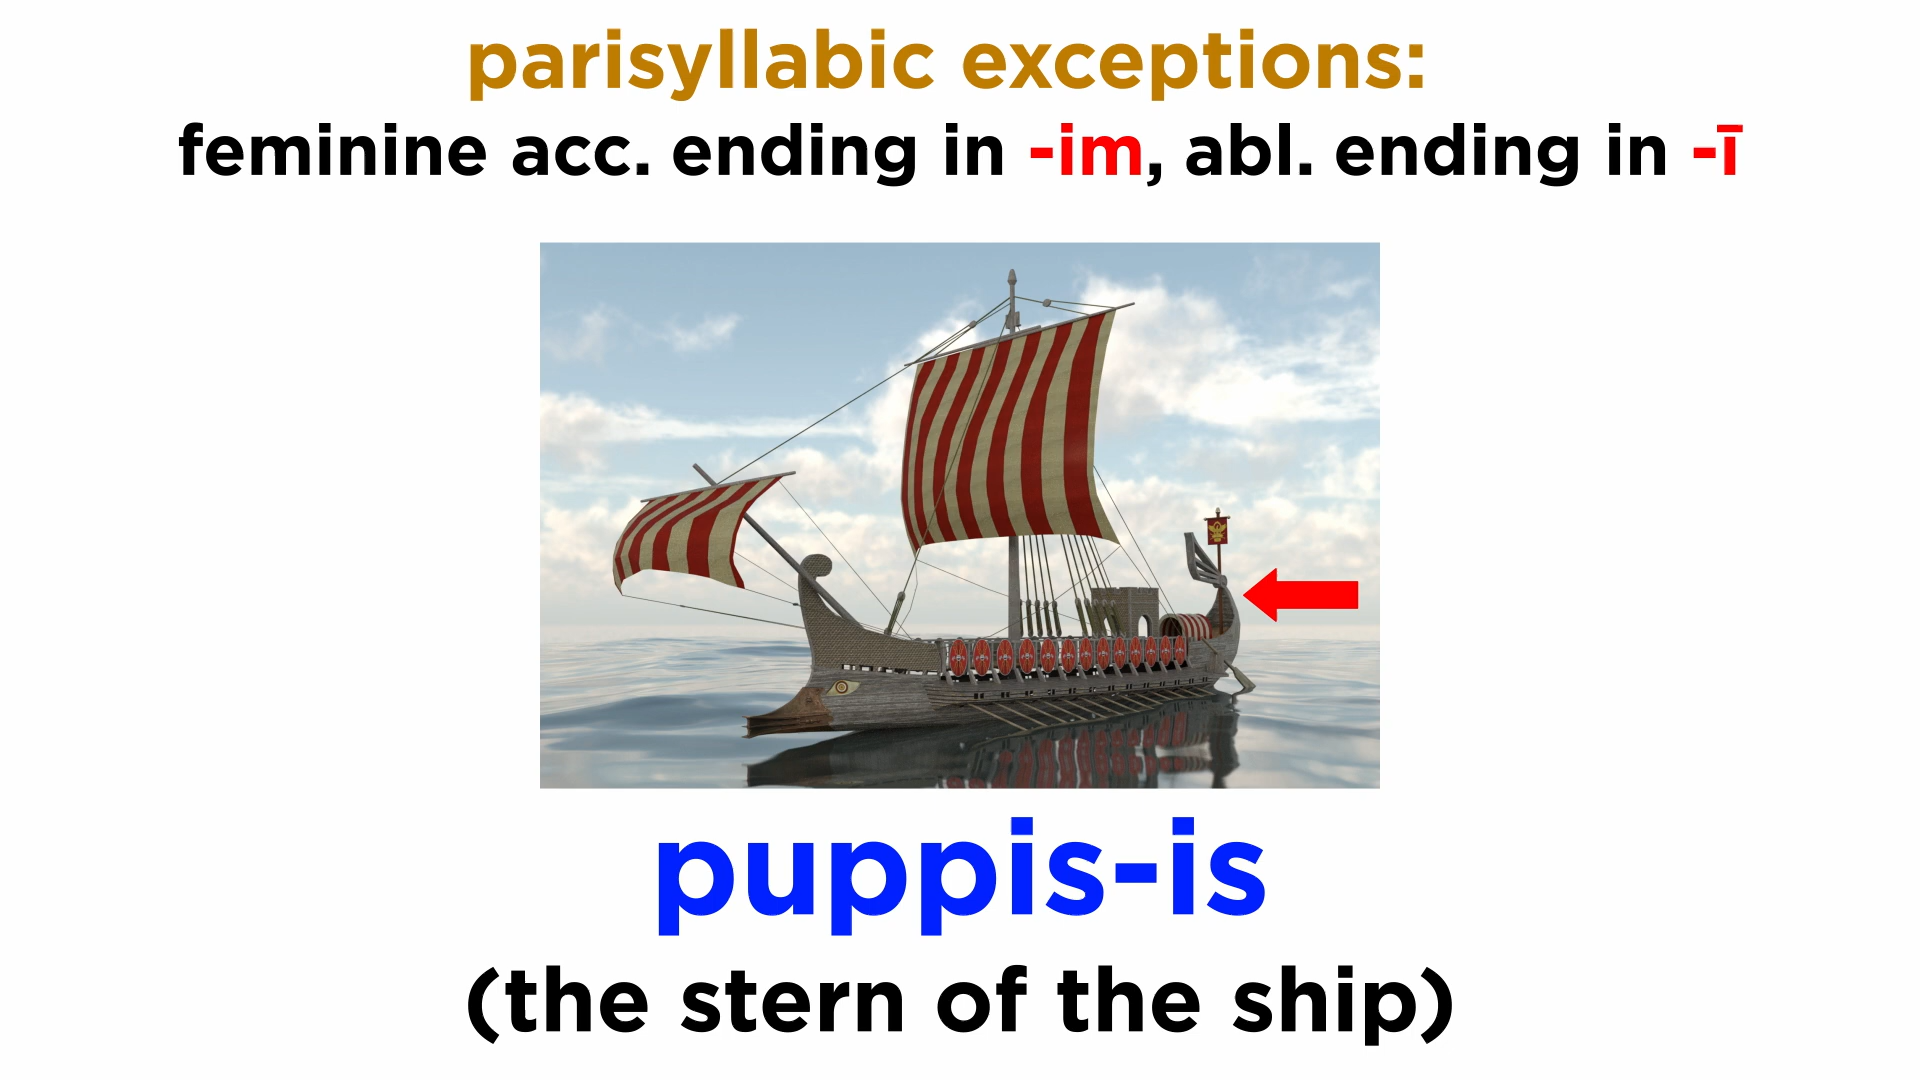 parisyllabic exceptions:
feminine acc. ending in -im, abl. ending in -ī
puppis-is
(the stern of the ship)